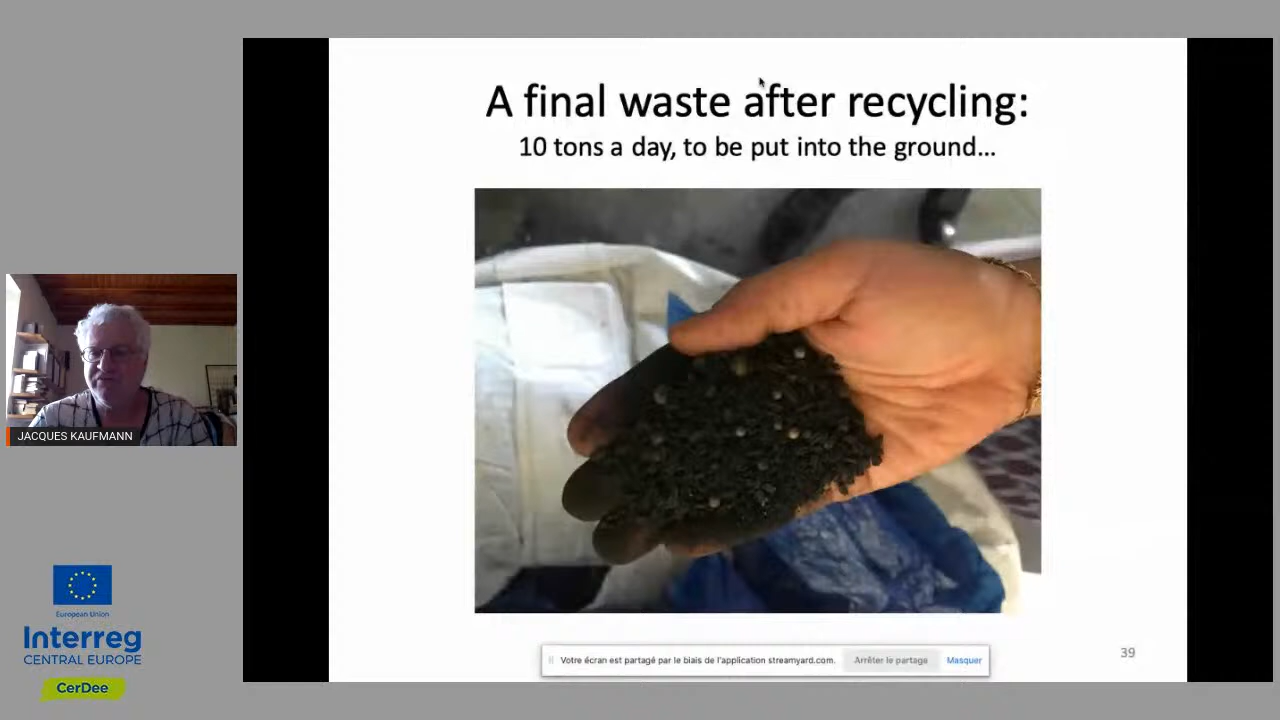 A final waste after recycling:
10 tons a day, to be put into the ground...
JACQUES KAUFMANN
European Union
Interreg
CENTRAL EUROPE
CerDee
Votre écran est partagé par le biais de l'application streamyard.com.
Arrêter le partage
Masquer
39